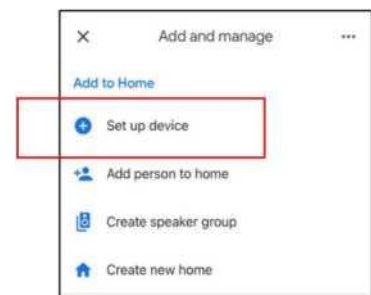 Add and manage
Add to Home
Set up device
Add person to home
Create speaker group
Create new home